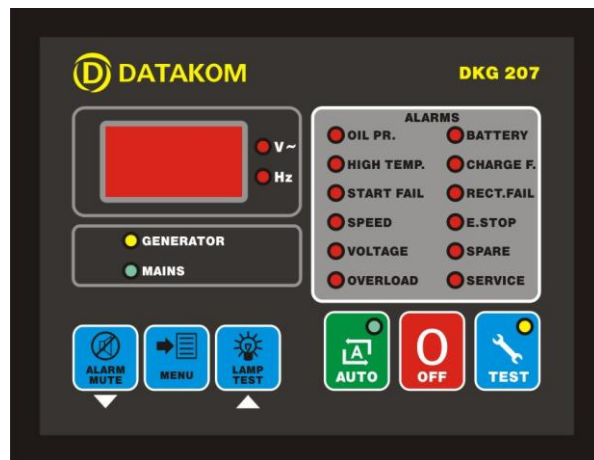 D DATAKOM
DKG 207
V~
Hz
GENERATOR
MAINS
ALARMS
OIL PR.
BATTERY
HIGH TEMP.
CHARGE F.
START FAIL
RECT.FAIL
SPEED
E.STOP
VOLTAGE
SPARE
OVERLOAD
SERVICE
ALARM
MUTE
MENU
LAMP
TEST
A
AUTO
O
OFF
TEST